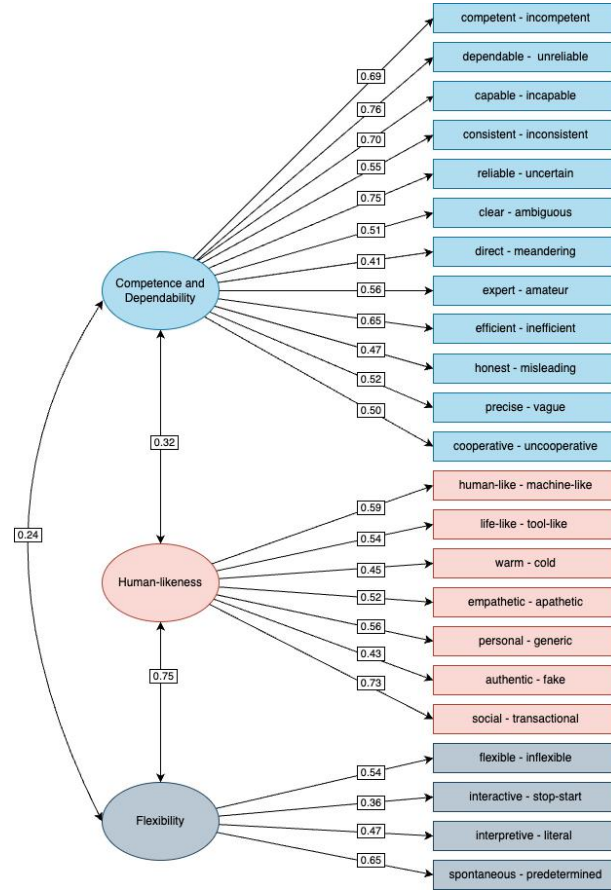 competent - incompetent
dependable - unreliable
0.69
capable - incapable
0.76
0.70
consistent - inconsistent
0.55
reliable - uncertain
0.75
clear - ambiguous
0.51
direct - meandering
0.41
Competence and
Dependability
expert - amateur
0.56
efficient - inefficient
0.65
honest - misleading
0.47
precise - vague
0.52
0.50
cooperative - uncooperative
0.32
human-like - machine-like
0.59
life-like - tool-like
0.54
0.24
warm - cold
0.45
Human-likeness
empathetic - apathetic
0.52
personal - generic
0.56
authentic - fake
0.43
0.75
social - transactional
0.73
flexible - inflexible
0.54
interactive - stop-start
0.36
Flexibility
interpretive - literal
0.47
0.65
spontaneous - predetermined